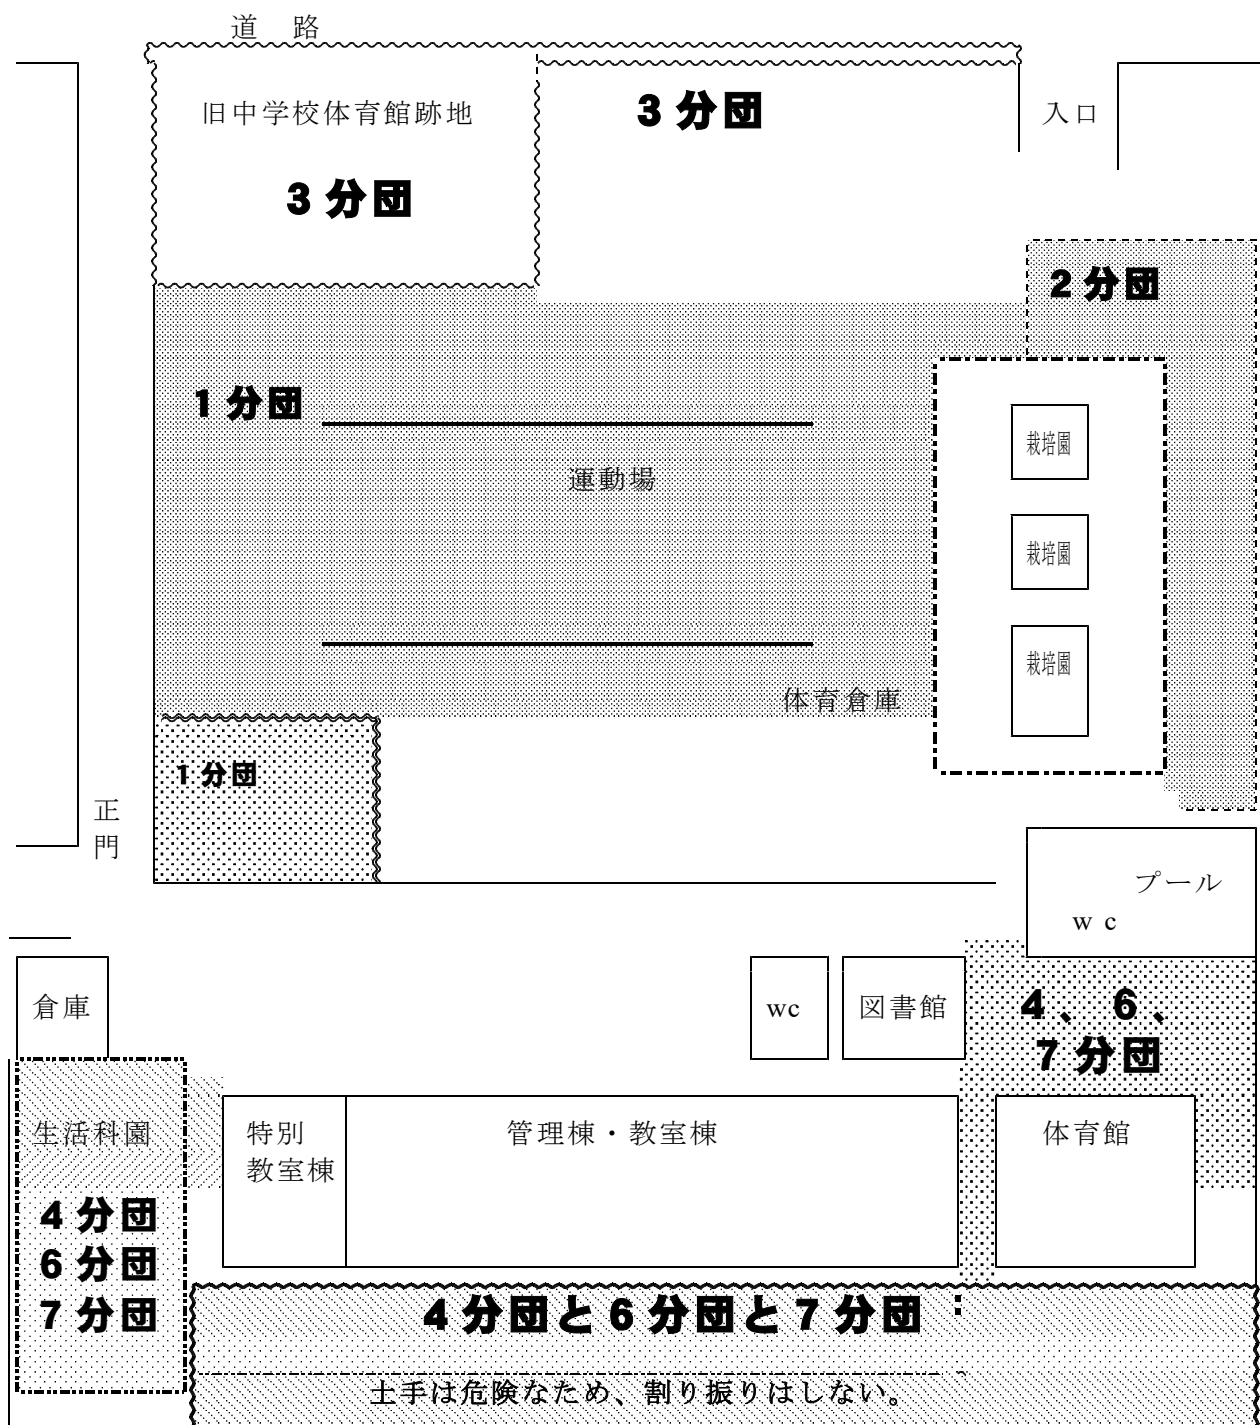 道 路
旧中学校体育館跡地
3分団
3分団
入口
2分団
1分団
運動場
栽培園
栽培園
栽培園
体育倉庫
1分団
正
門
プール
wc
倉庫
wc
図書館
4、6、
7分団
生活科園
特別
教室棟
管理棟・教室棟
体育館
4分団
6分団
7分団
4分団と6分団と7分団
土手は危険なため、割り振りはしない。